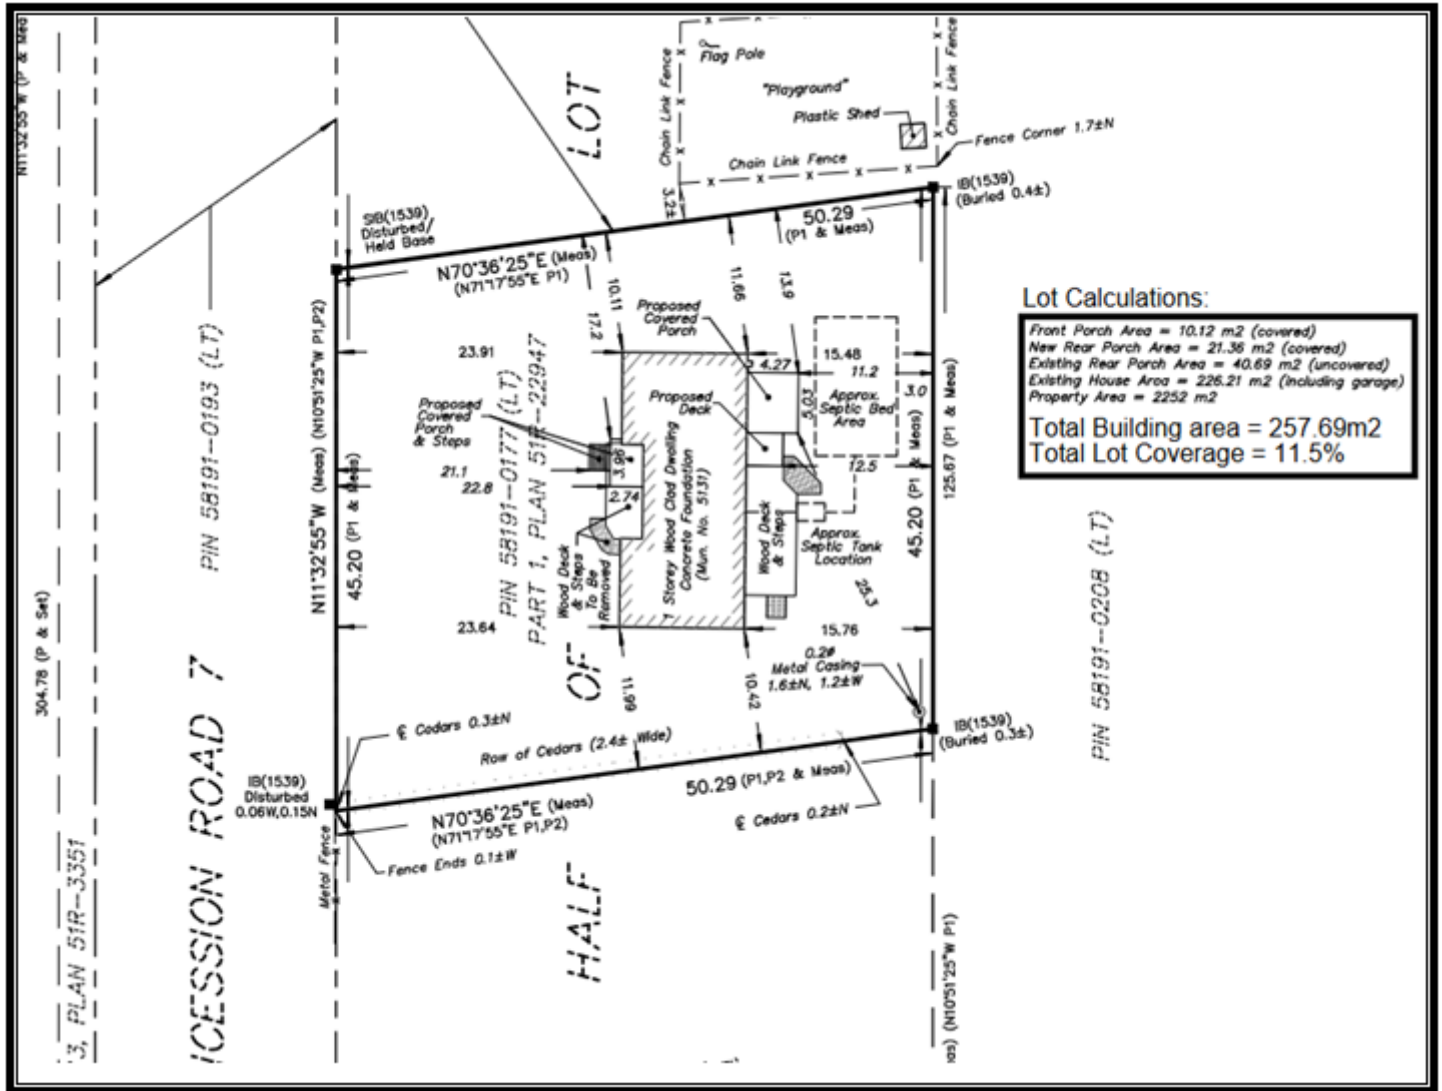 N11°32'55"W (P & Mea
304.78 (P & Set)
3, PLAN 51R-3351
ICESSION ROAD 7
PIN 58191-0193 (LT)
SIB(1539)
Disturbed/
Held Base
N70°36'25"E (Meas)
(N71°17'55"E P1)
50.29
(P1 & Meas)
LOT
Flag Pole
"Playground"
Plastic Shed
Chain Link Fence
Chain Link Fence
Chain Link Fence
Fence Corner 1.7±N
3.2±
IB(1539)
(Buried 0.4±)
N11°32'55"W (Meas) (N10°51'25"W P1,P2)
45.20 (P1 & Meas)
17.2
10.11
11.66
13.9
23.91
15.48
Proposed
Covered
Porch
4.27
11.2
3.0
5.03
Approx.
Septic Bed
Area
Proposed
Deck
Proposed
Covered
Porch
& Steps
3.96
21.1
22.8
2.74
12.5
PIN 58191-0177 (LT)
PART 1, PLAN 51R-22947
1 Storey Wood Clad Dwelling
Concrete Foundation
(Mun. No. 5131)
Wood Deck
& Steps
Approx.
Septic Tank
Location
Wood Deck
& Steps
To Be
Removed
25.3
23.64
15.76
45.20 (P1 & Meas)
125.67 (P1 & Meas)
0.2ø
Metal Casing
1.6±N, 1.2±W
11.99
10.42
OF
HALF
℄ Cedars 0.3±N
Row of Cedars (2.4± Wide)
IB(1539)
(Buried 0.3±)
50.29 (P1,P2 & Meas)
℄ Cedars 0.2±N
IB(1539)
Disturbed
0.06W,0.15N
N70°36'25"E (Meas)
(N71°17'55"E P1,P2)
Fence Ends 0.1±W
Metal Fence
as) (N10°51'25"W P1)
PIN 58191-0208 (LT)
Lot Calculations:
Front Porch Area = 10.12 m2 (covered)
New Rear Porch Area = 21.36 m2 (covered)
Existing Rear Porch Area = 40.69 m2 (uncovered)
Existing House Area = 226.21 m2 (including garage)
Property Area = 2252 m2
Total Building area = 257.69m2
Total Lot Coverage = 11.5%